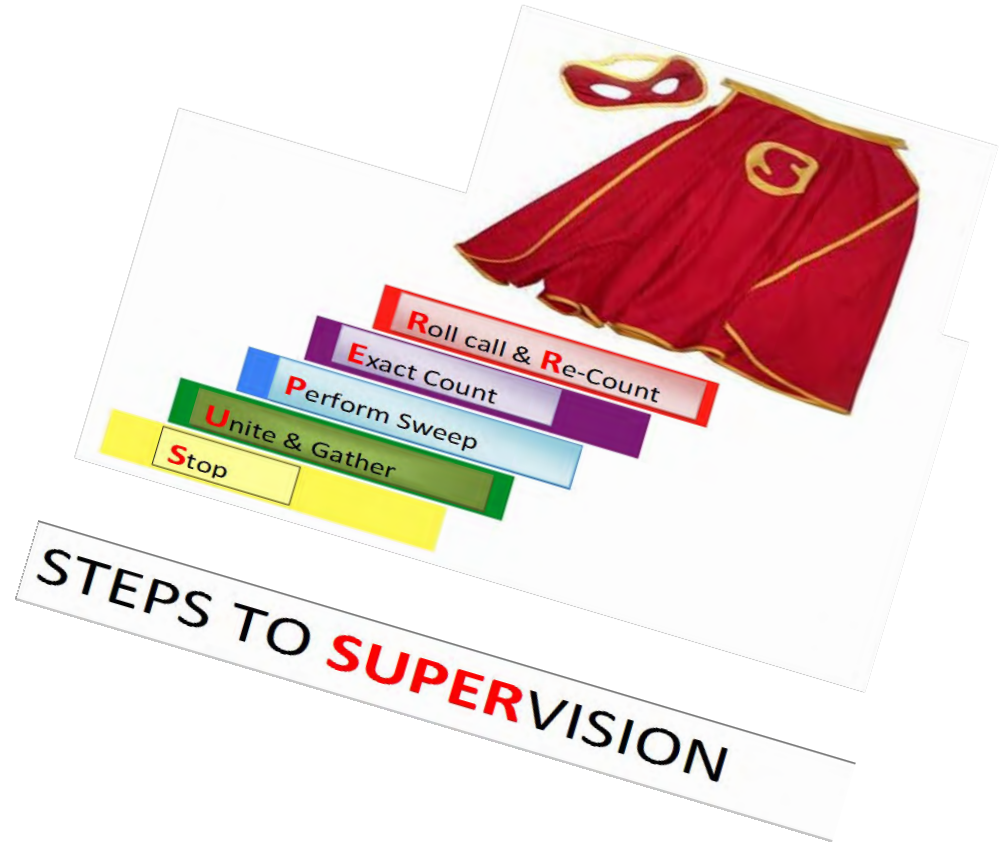 S
Roll call & Re-Count
Exact Count
Perform Sweep
Unite & Gather
Stop
STEPS TO SUPERVISION